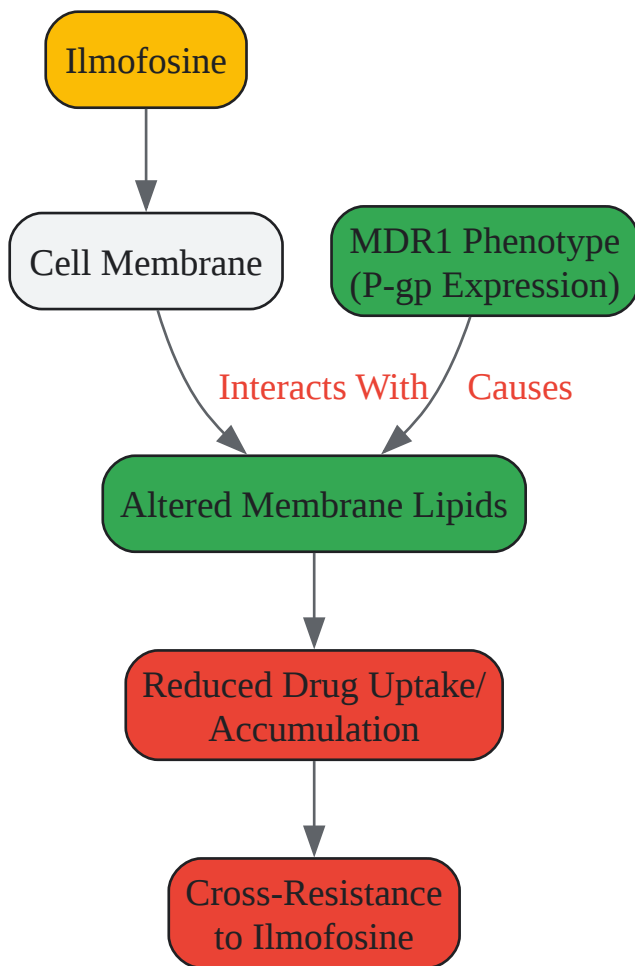 Ilmofosine
Cell Membrane
MDR1 Phenotype
(P-gp Expression)
Interacts With
Causes
Altered Membrane Lipids
Reduced Drug Uptake/
Accumulation
Cross-Resistance
to Ilmofosine